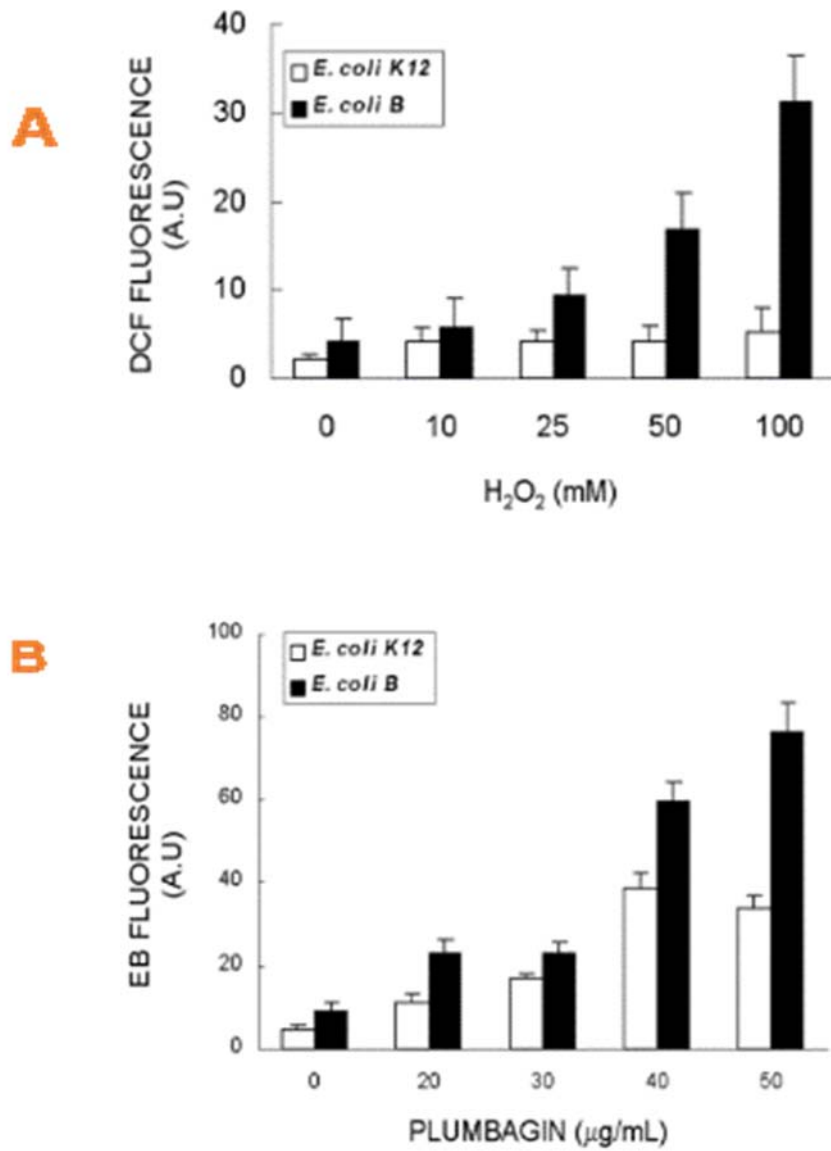 A
DCF FLUORESCENCE
(A.U)
40
30
20
10
0
E. coli K12
E. coli B
0 10 25 50 100
H₂O₂ (mM)
B
EB FLUORESCENCE
(A.U)
100
80
60
40
20
0
E. coli K12
E. coli B
0 20 30 40 50
PLUMBAGIN (μg/mL)